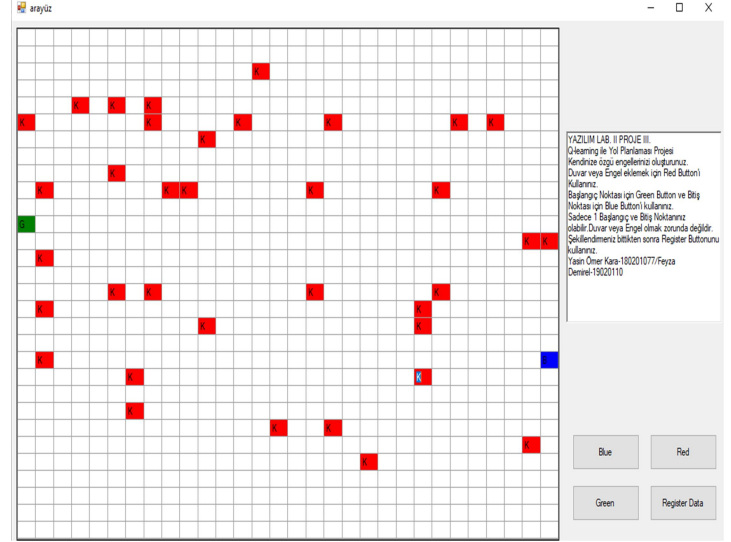 arayüz
K
K K K
K K K K K K
K
K
K K K K K
G
K K
K
K K K K
K K
K K
K
K K
K
K K
K
K
YAZILIM LAB. II PROJE III.
Q-learning ile Yol Planlaması Projesi
Kendinize özgü engellerinizi oluşturunuz.
Duvar veya Engel eklemek için Red Button'i
Kullanınız.
Başlangıç Noktası için Green Button ve Bitiş
Noktası için Blue Button'i kullanınız.
Sadece 1 Başlangıç ve Bitiş Noktanınız
olabilir.Duvar veya Engel olmak zorunda değildir.
Şekillendirmeniz bittikten sonra Register Buttonunu
kullanınız.
Yasin Ömer Kara-180201077/Feyza
Demirel-19020110
Blue
Red
Green
Register Data